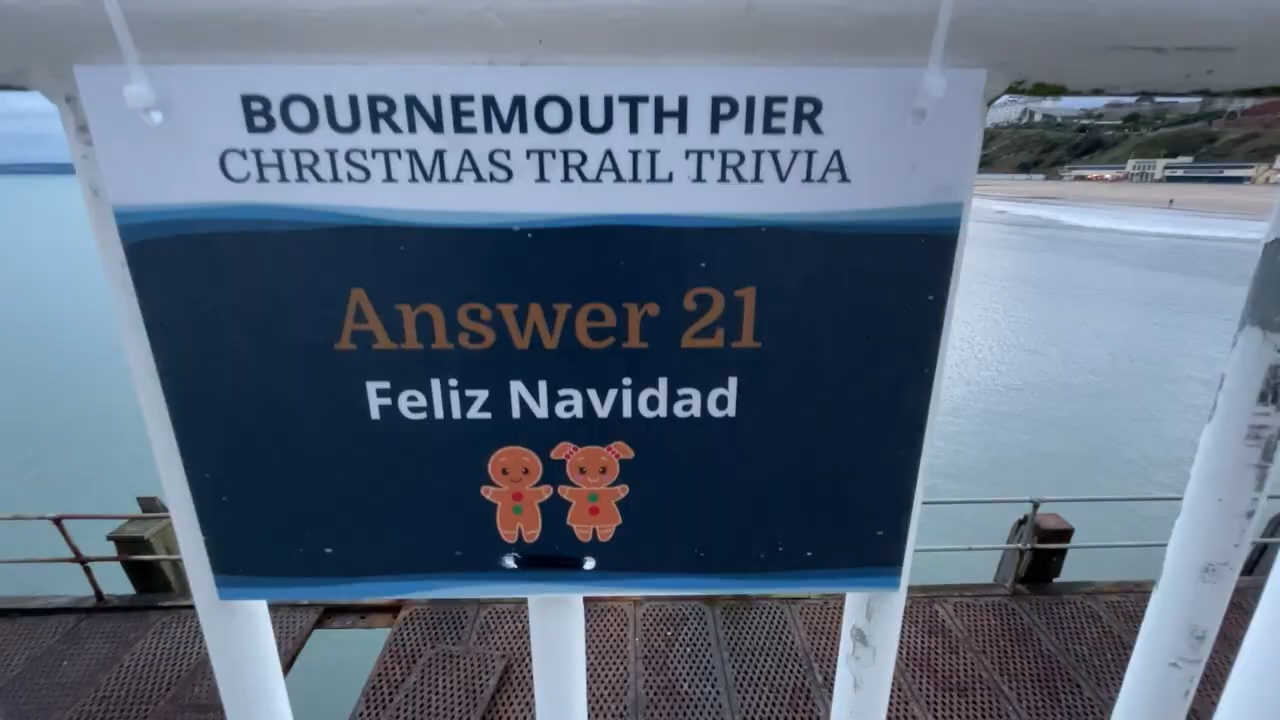 BOURNEMOUTH PIER
CHRISTMAS TRAIL TRIVIA
Answer 21
Feliz Navidad